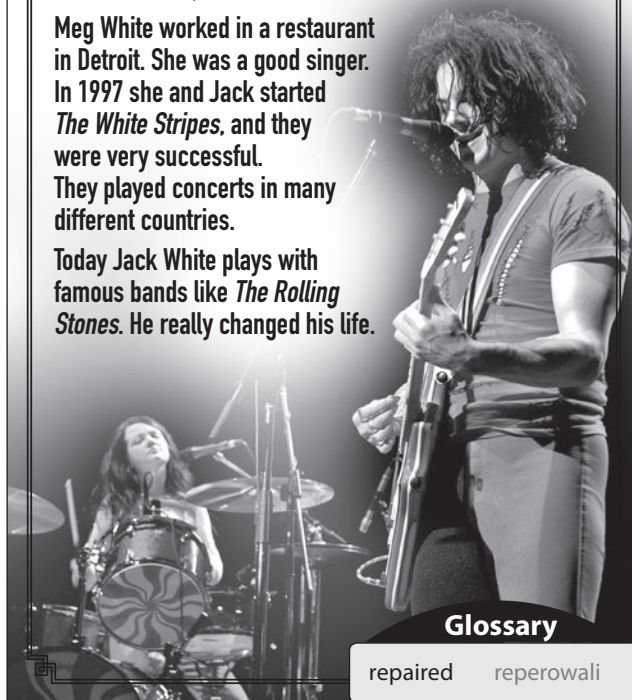 Meg White worked in a restaurant
in Detroit. She was a good singer.
In 1997 she and Jack started
The White Stripes, and they
were very successful.
They played concerts in many
different countries.
Today Jack White plays with
famous bands like The Rolling
Stones. He really changed his life.
Glossary
repaired reperowali